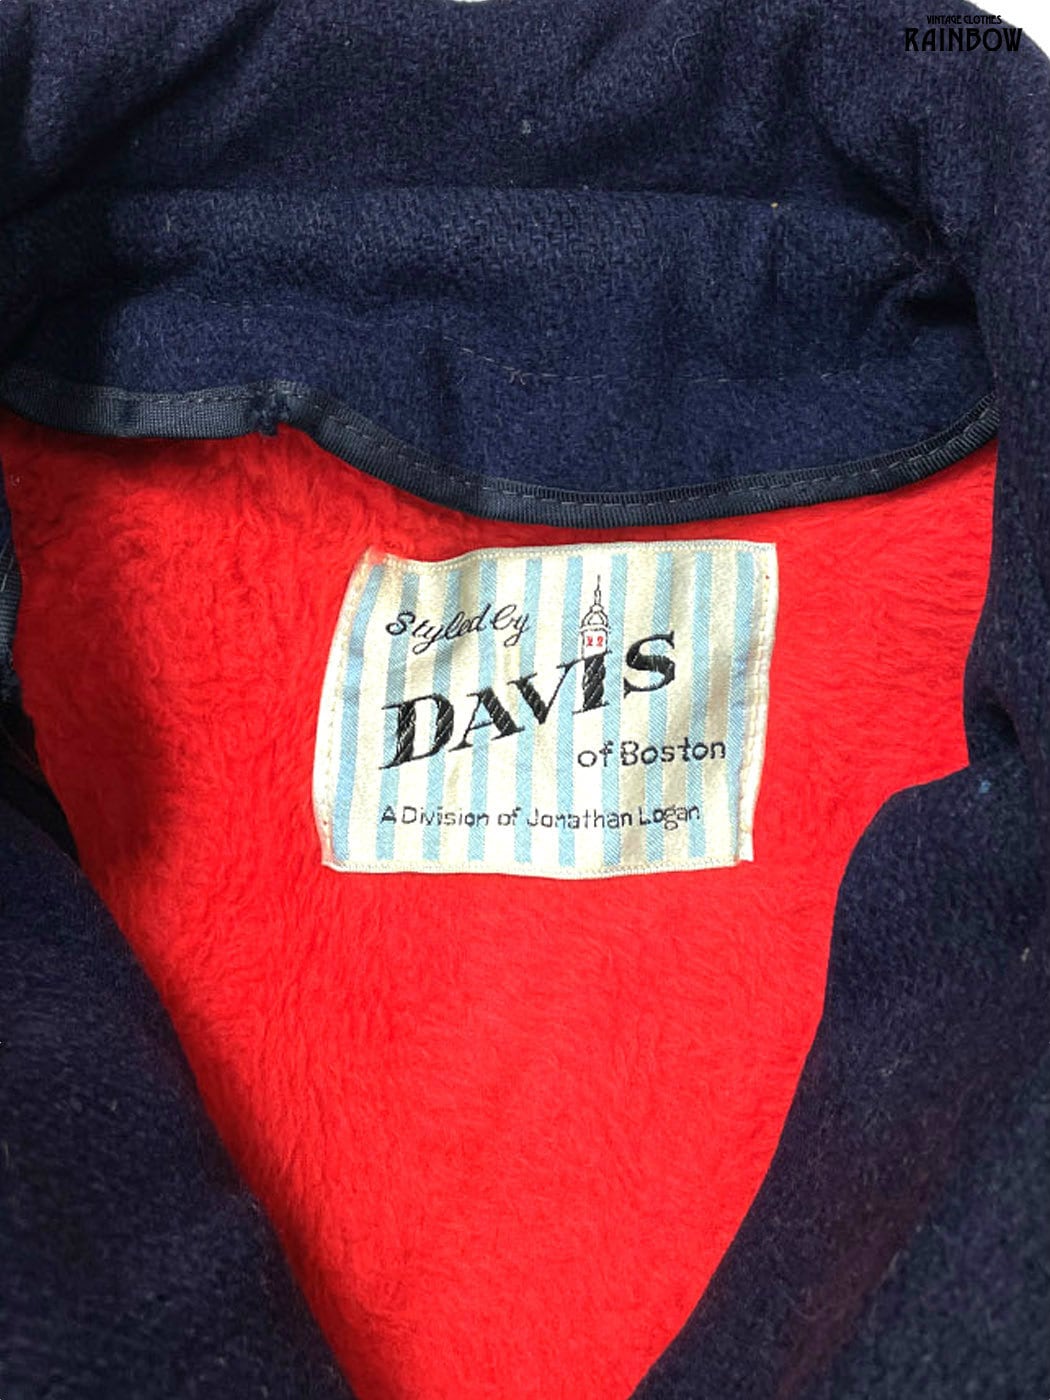 VINTAGE CLOTHES
RAINBOW
Styled by
DAVIS
of Boston
A Division of Jonathan Logan